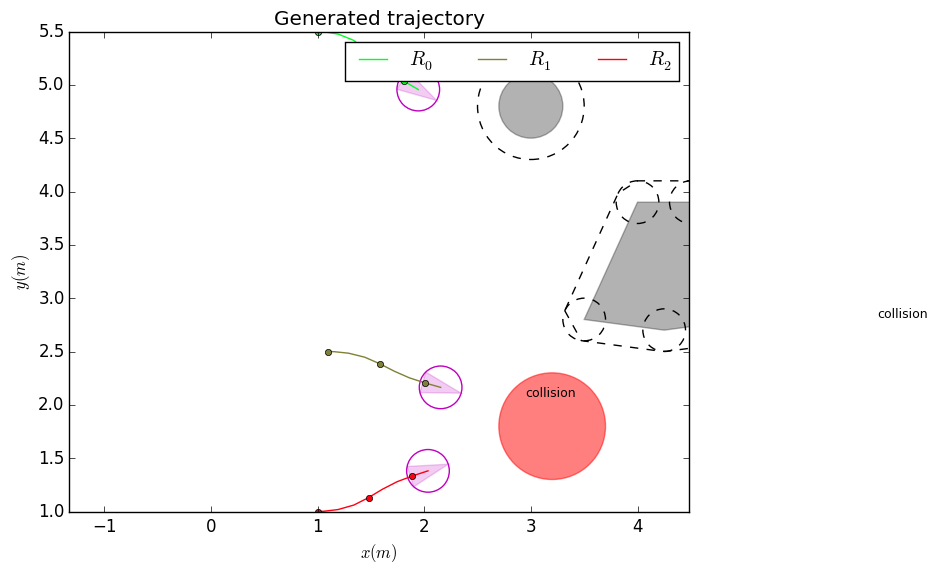 Generated trajectory
R0 R1 R2
5.5
5.0
4.5
4.0
3.5
3.0
2.5
2.0
1.5
1.0
y(m)
collision
collision
−1 0 1 2 3 4
x(m)